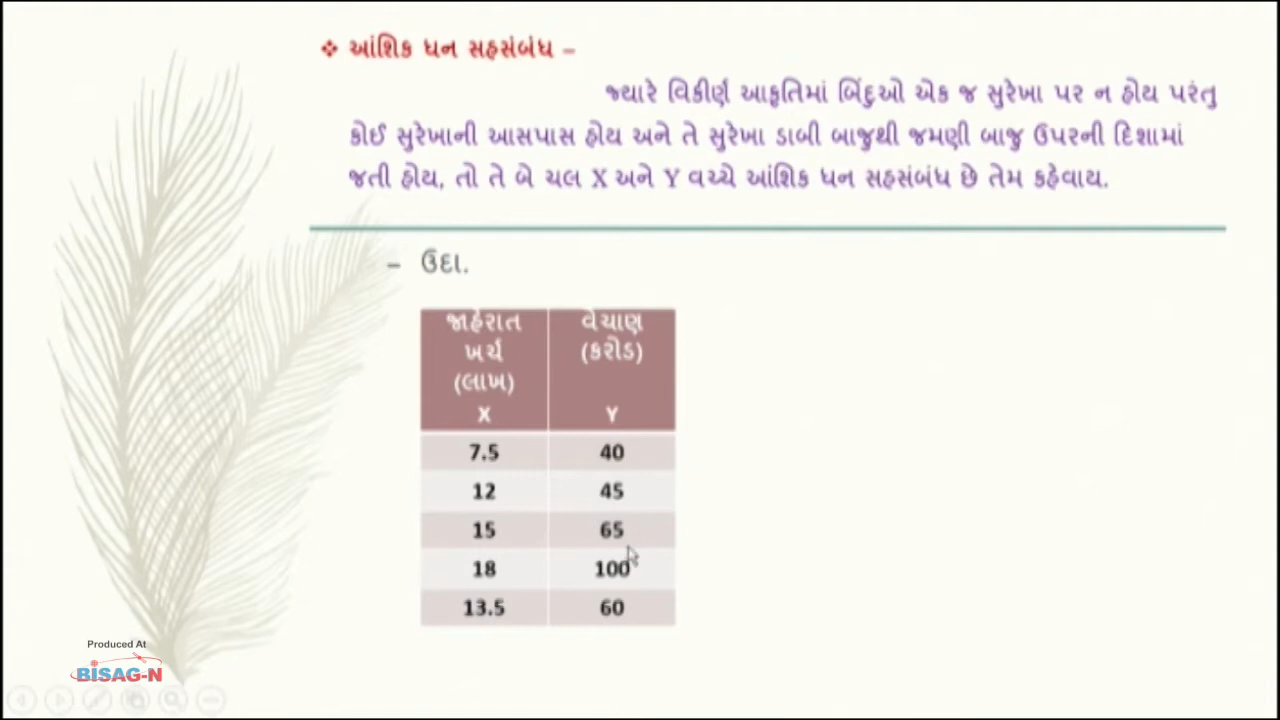 ❖ આંશિક ધન સહસંબંધ –
જ્યારે વિકીર્ણ આકૃતિમાં બિંદુઓ એક જ સુરેખા પર ન હોય પરંતુ
કોઈ સુરેખાની આસપાસ હોય અને તે સુરેખા ડાબી બાજુથી જમણી બાજુ ઉપરની દિશામાં
જતી હોય, તો તે બે ચલ X અને Y વચ્ચે આંશિક ધન સહસંબંધ છે તેમ કહેવાય.
– ઉદા.
જાહેરાત વેચાણ
ખર્ચ (કરોડ)
(લાખ)
X Y
7.5 40
12 45
15 65
18 100
13.5 60
Produced At
BISAG-N